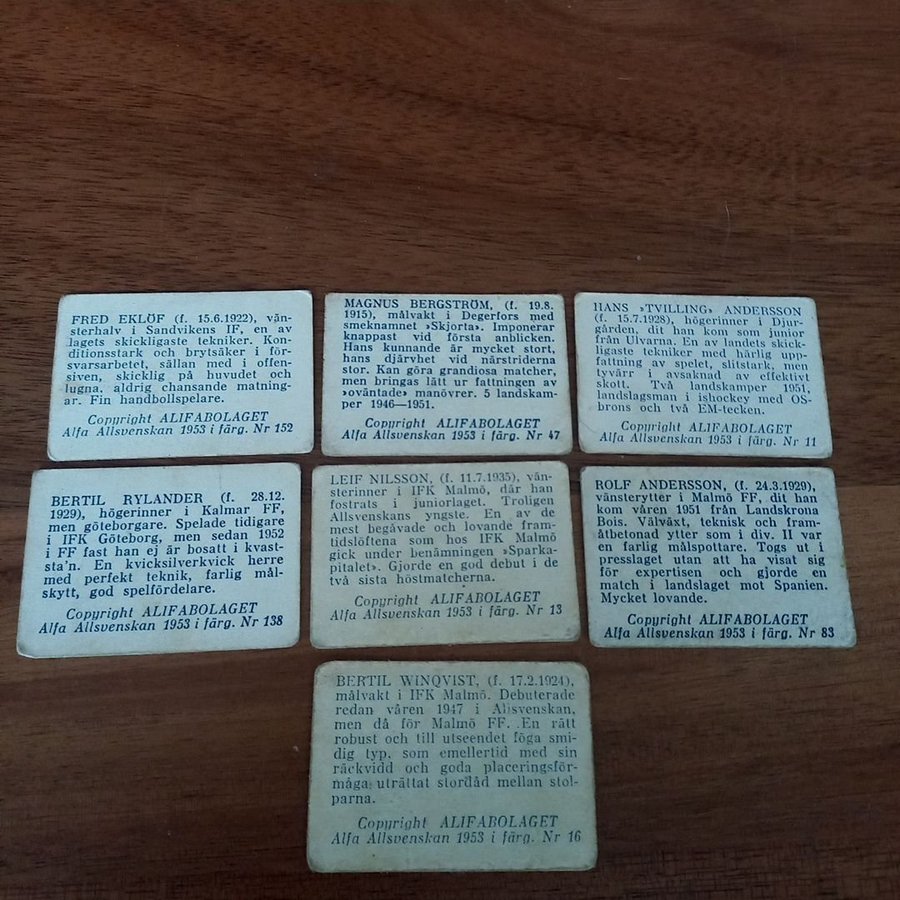 FRED EKLÖF (f. 15.6.1922), vän-
sterhalv i Sandvikens IF, en av
lagets skickligaste tekniker. Kon-
ditionsstark och brytsäker i för-
svarsarbetet, sällan med i offen-
siven, skicklig på huvudet och
lugna, aldrig chansande matning-
ar. Fin handbollspelare.
Copyright ALIFABOLAGET
Alfa Allsvenskan 1953 i färg. Nr 152
MAGNUS BERGSTRÖM, (f. 19.8.
1915), målvakt i Degerfors med
smeknamnet »Skjorta». Imponerar
knappast vid första anblicken.
Hans kunnande är mycket stort,
hans djärvhet vid närstriderna
stor. Kan göra grandiosa matcher,
men bringas lätt ur fattningen av
»oväntade» manövrer. 5 landskam-
per 1946—1951.
Copyright ALIFABOLAGET
Alfa Allsvenskan 1953 i färg. Nr 47
HANS »TVILLING» ANDERSSON
(f. 15.7.1928), högerinner i Djur-
gården, dit han kom som junior
från Ulvarna. En av landets skick-
ligaste tekniker med härlig upp-
fattning av spelet, slitstark, men
tyvärr avsaknad av effektivt
skott. Två landskamper 1951,
landslagsman i ishockey med OS-
brons och två EM-tecken.
Copyright ALIFABOLAGET
Alfa Allsvenskan 1953 i färg. Nr 11
BERTIL RYLANDER (f. 28.12.
1929), högerinner i Kalmar FF,
men göteborgare. Spelade tidigare
i IFK Göteborg, men sedan 1952
i FF fast han ej är bosatt i kvast-
sta'n. En kvicksilverkvick herre
med perfekt teknik, farlig mål-
skytt, god spelfördelare.
Copyright ALIFABOLAGET
Alfa Allsvenskan 1953 i färg. Nr 138
LEIF NILSSON, (f. 11.7.1935), vän-
sterinner i IFK Malmö, där han
fostrats i juniorlaget. Troligen
Allsvenskans yngste. En av de
mest begåvade och lovande fram-
tidslöftena som hos IFK Malmö
gick under benämningen »Sparka-
pitalet». Gjorde en god debut i de
två sista höstmatcherna.
Copyright ALIFABOLAGET
Alfa Allsvenskan 1953 i färg. Nr 13
ROLF ANDERSSON, (f. 24.3.1929),
vänsterytter i Malmö FF, dit han
kom våren 1951 från Landskrona
Bois. Välväxt, teknisk och fram-
åtbetonad ytter som i div. II var
en farlig målspottare. Togs ut i
presslaget utan att ha visat sig
för expertisen och gjorde en
match i landslaget mot Spanien.
Mycket lovande.
Copyright ALIFABOLAGET
Alfa Allsvenskan 1953 i färg. Nr 83
BERTIL WINQVIST, (f. 17.2.1924),
målvakt i IFK Malmö. Debuterade
redan våren 1947 i Allsvenskan,
men då för Malmö FF. En rätt
robust och till utseendet föga smi-
dig typ, som emellertid med sin
räckvidd och goda placeringsför-
måga uträttat stordåd mellan stol-
parna.
Copyright ALIFABOLAGET
Alfa Allsvenskan 1953 i färg. Nr 16